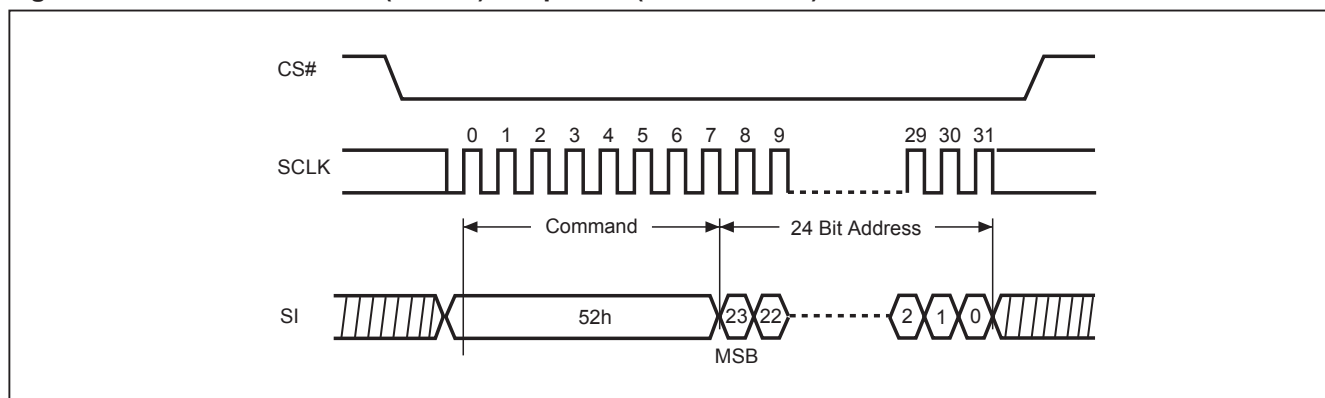 CS#
0 1 2 3 4 5 6 7 8 9 29 30 31
SCLK
Command 24 Bit Address
SI 52h 23 22 2 1 0
MSB